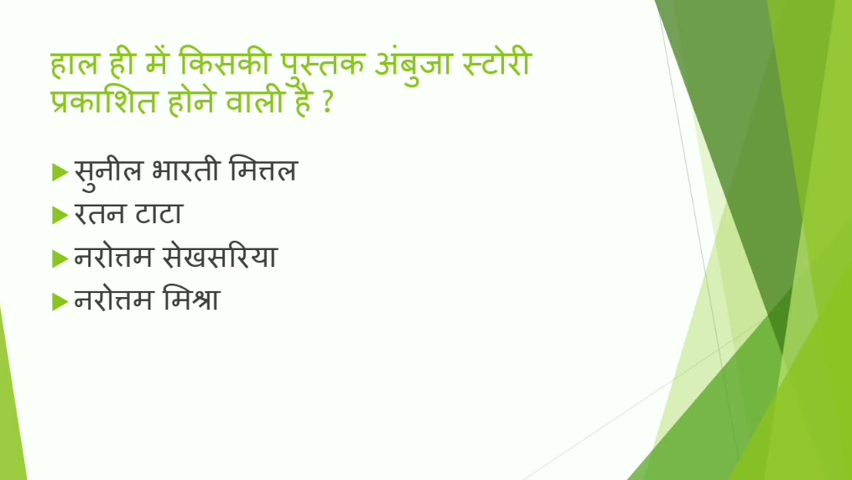 हाल ही में किसकी पुस्तक अंबुजा स्टोरी
प्रकाशित होने वाली है ?
सुनील भारती मित्तल
रतन टाटा
नरोत्तम सेखसरिया
नरोत्तम मिश्रा